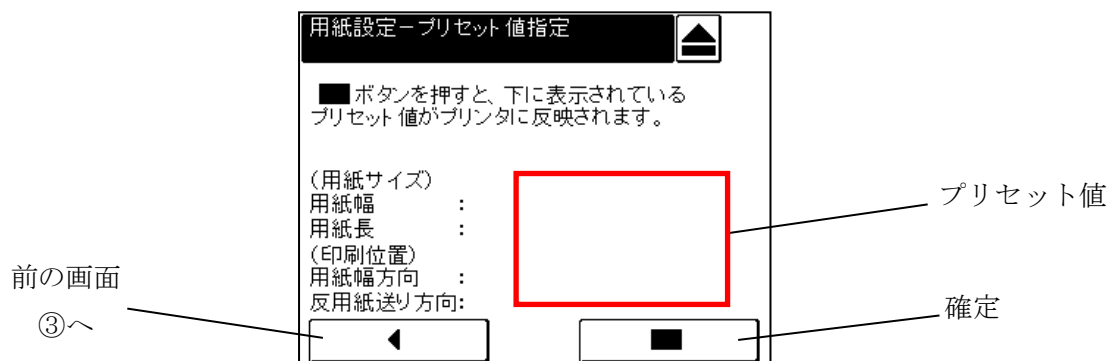 用紙設定－プリセット値指定
■ ボタンを押すと、下に表示されている
プリセット値がプリンタに反映されます。
(用紙サイズ)
用紙幅 :
用紙長 :
(印刷位置)
用紙幅方向 :
反用紙送り方向:
プリセット値
前の画面
③へ
確定